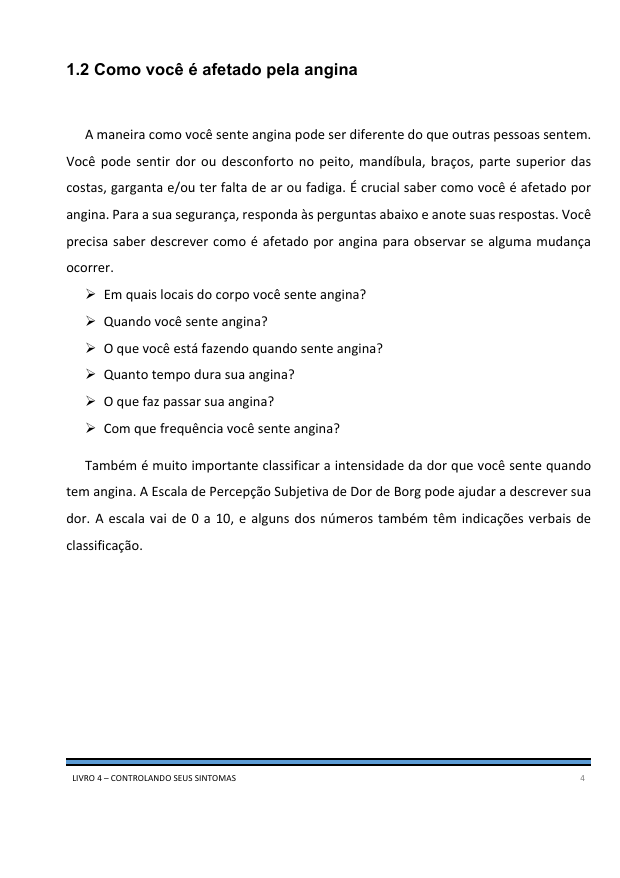 1.2 Como você é afetado pela angina
A maneira como você sente angina pode ser diferente do que outras pessoas sentem.
Você pode sentir dor ou desconforto no peito, mandíbula, braços, parte superior das
costas, garganta e/ou ter falta de ar ou fadiga. É crucial saber como você é afetado por
angina. Para a sua segurança, responda às perguntas abaixo e anote suas respostas. Você
precisa saber descrever como é afetado por angina para observar se alguma mudança
ocorrer.
➢ Em quais locais do corpo você sente angina?
➢ Quando você sente angina?
➢ O que você está fazendo quando sente angina?
➢ Quanto tempo dura sua angina?
➢ O que faz passar sua angina?
➢ Com que frequência você sente angina?
Também é muito importante classificar a intensidade da dor que você sente quando
tem angina. A Escala de Percepção Subjetiva de Dor de Borg pode ajudar a descrever sua
dor. A escala vai de 0 a 10, e alguns dos números também têm indicações verbais de
classificação.
LIVRO 4 – CONTROLANDO SEUS SINTOMAS 4